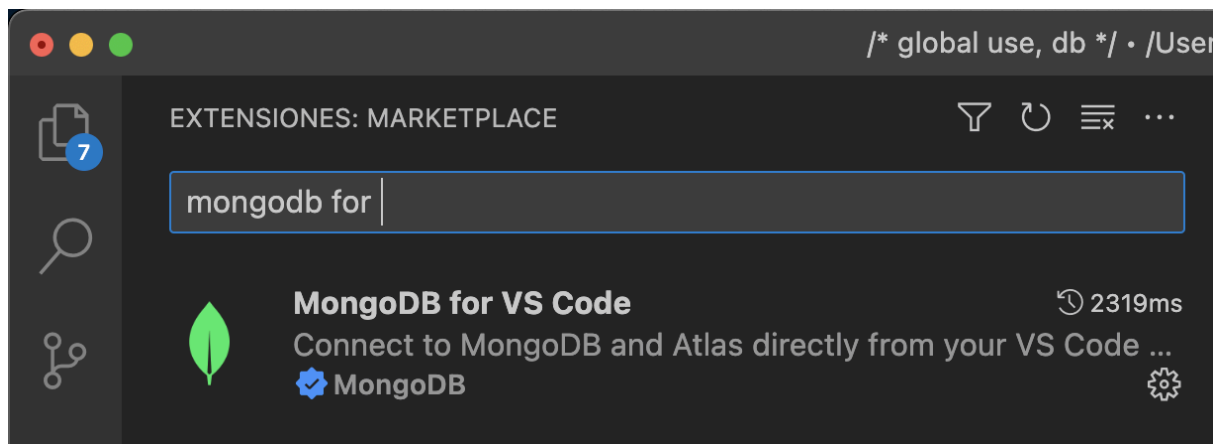 /* global use, db */ • /User
EXTENSIONES: MARKETPLACE
7
mongodb for
MongoDB for VS Code
2319ms
Connect to MongoDB and Atlas directly from your VS Code ...
MongoDB